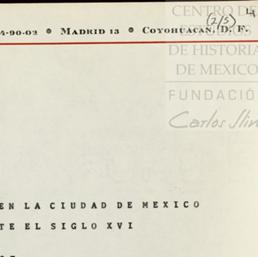 CENTRO DE
(2/5)
4-90-02 • MADRID 13 • COYOHUACAN, D. F.
DE HISTORIA
DE MEXICO
FUNDACIÓN
Carlos Slim
EN LA CIUDAD DE MEXICO
TE EL SIGLO XVI